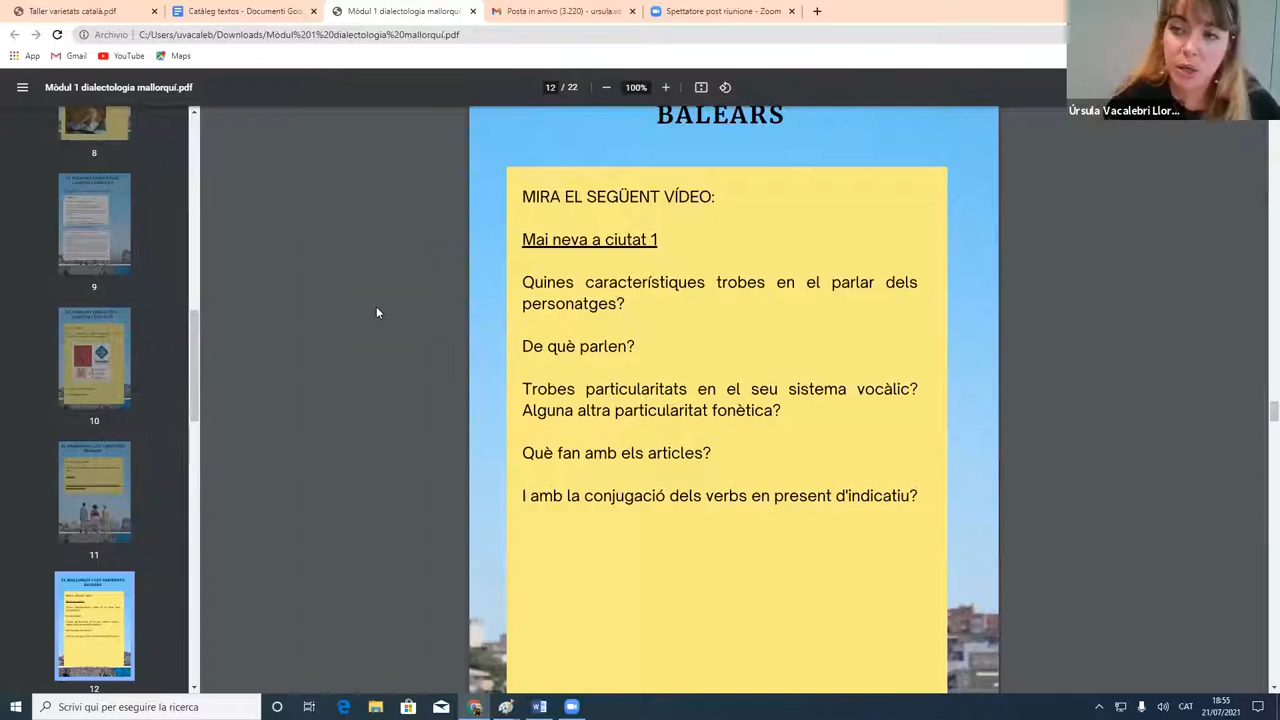 Taller varietats català.pdf
Catàleg textos - Documenti Goo
Mòdul 1 dialectologia mallorquí
Posta in arrivo (3.220) - ursula.va
Spettatore post riunione - Zoom
Archivio
C:/Users/uvacaleb/Downloads/Mòdul%201%20dialectologia%20mallorquí.pdf
App
Gmail
YouTube
Maps
Mòdul 1 dialectologia mallorquí.pdf
12 / 22
100%
Úrsula Vacalebri Llor...
8
9
10
11
12
BALEARS
MIRA EL SEGÜENT VÍDEO:
Mai neva a ciutat 1
Quines característiques trobes en el parlar dels
personatges?
De què parlen?
Trobes particularitats en el seu sistema vocàlic?
Alguna altra particularitat fonètica?
Què fan amb els articles?
I amb la conjugació dels verbs en present d'indicatiu?
Scrivi qui per eseguire la ricerca
CAT
18:55
21/07/2021